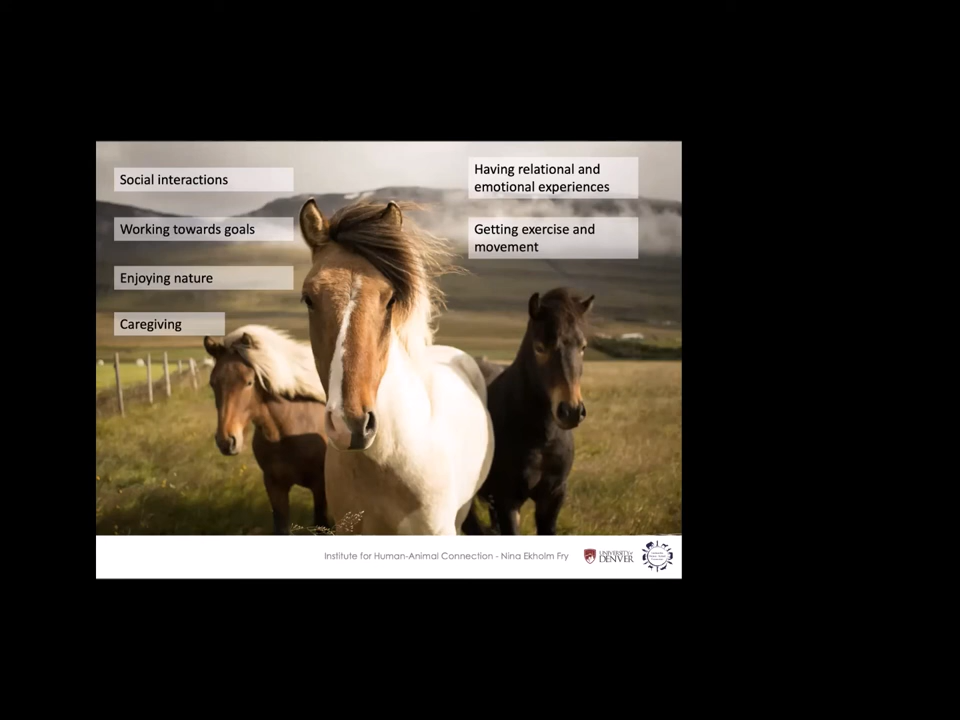 Social interactions
Working towards goals
Enjoying nature
Caregiving
Having relational and
emotional experiences
Getting exercise and
movement
Institute for Human-Animal Connection - Nina Ekholm Fry
UNIVERSITY of
DENVER